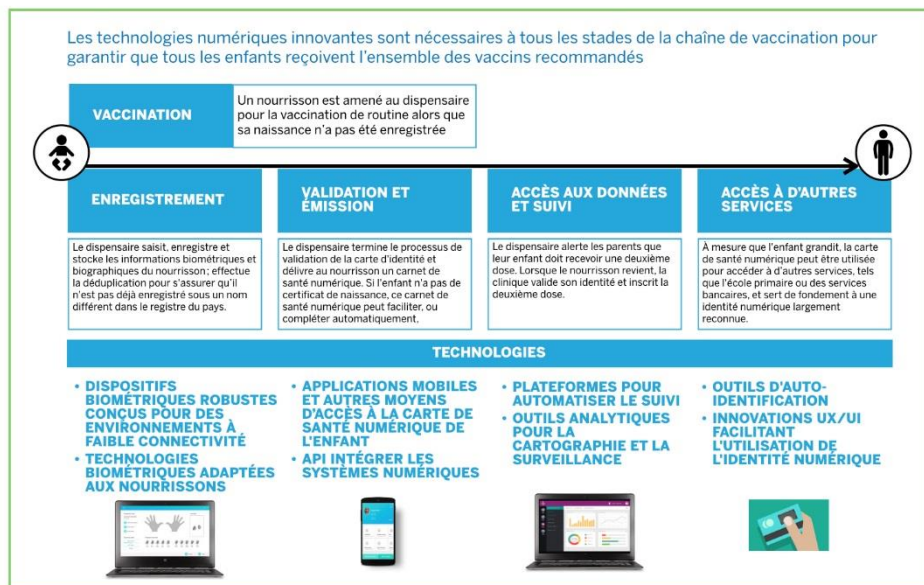 Les technologies numériques innovantes sont nécessaires à tous les stades de la chaîne de vaccination pour
garantir que tous les enfants reçoivent l'ensemble des vaccins recommandés
VACCINATION
Un nourrisson est amené au dispensaire
pour la vaccination de routine alors que
sa naissance n'a pas été enregistrée
ENREGISTREMENT
Le dispensaire saisit, enregistre et
stocke les informations biométriques et
biographiques du nourrisson; effectue
la déduplication pour s'assurer qu'il
n'est pas déjà enregistré sous un nom
différent dans le registre du pays.
VALIDATION ET
ÉMISSION
Le dispensaire termine le processus de
validation de la carte d'identité et
délivre au nourrisson un carnet de
santé numérique. Si l'enfant n'a pas de
certificat de naissance, ce carnet de
santé numérique peut faciliter, ou
compléter automatiquement,
ACCÈS AUX DONNÉES
ET SUIVI
Le dispensaire alerte les parents que
leur enfant doit recevoir une deuxième
dose. Lorsque le nourrisson revient, la
clinique valide son identité et inscrit la
deuxième dose.
ACCÈS À D'AUTRES
SERVICES
À mesure que l'enfant grandit, la carte
de santé numérique peut être utilisée
pour accéder à d'autres services, tels
que l'école primaire ou des services
bancaires, et sert de fondement à une
identité numérique largement
reconnue.
TECHNOLOGIES
• DISPOSITIFS
BIOMÉTRIQUES ROBUSTES
CONÇUS POUR DES
ENVIRONNEMENTS À
FAIBLE CONNECTIVITÉ
• TECHNOLOGIES
BIOMÉTRIQUES ADAPTÉES
AUX NOURRISSONS
• APPLICATIONS MOBILES
ET AUTRES MOYENS
D'ACCÈS À LA CARTE DE
SANTÉ NUMÉRIQUE DE
L'ENFANT
• API INTÉGRER LES
SYSTÈMES NUMÉRIQUES
• PLATEFORMES POUR
AUTOMATISER LE SUIVI
• OUTILS ANALYTIQUES
POUR LA
CARTOGRAPHIE ET LA
SURVEILLANCE
• OUTILS D'AUTO-
IDENTIFICATION
• INNOVATIONS UX/UI
FACILITANT
L'UTILISATION DE
L'IDENTITÉ NUMÉRIQUE